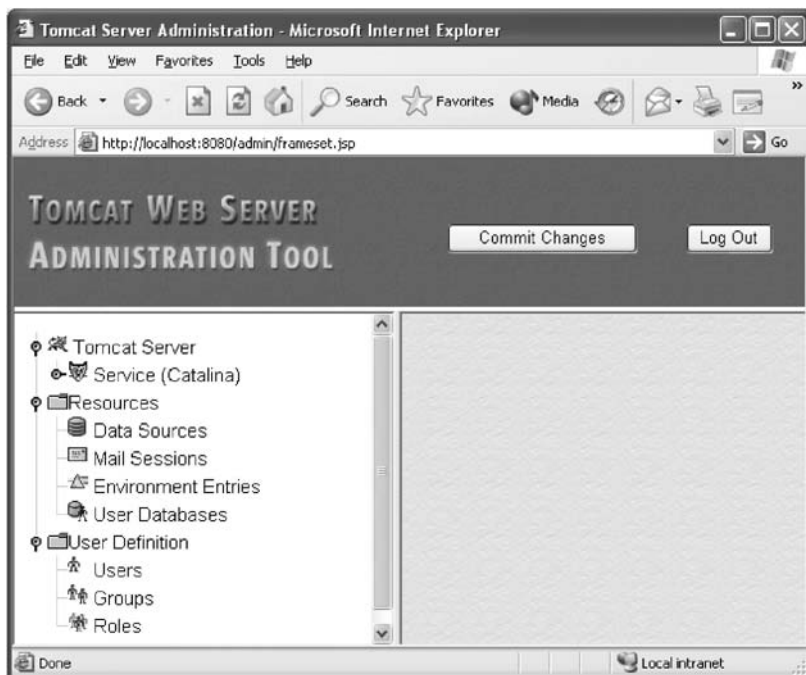 Tomcat Server Administration - Microsoft Internet Explorer
File Edit View Favorites Tools Help
Back Search Favorites Media »
Address http://localhost:8080/admin/frameset.jsp Go
TOMCAT WEB SERVER
ADMINISTRATION TOOL
Commit Changes Log Out
Tomcat Server
Service (Catalina)
Resources
Data Sources
Mail Sessions
Environment Entries
User Databases
User Definition
Users
Groups
Roles
Done Local intranet